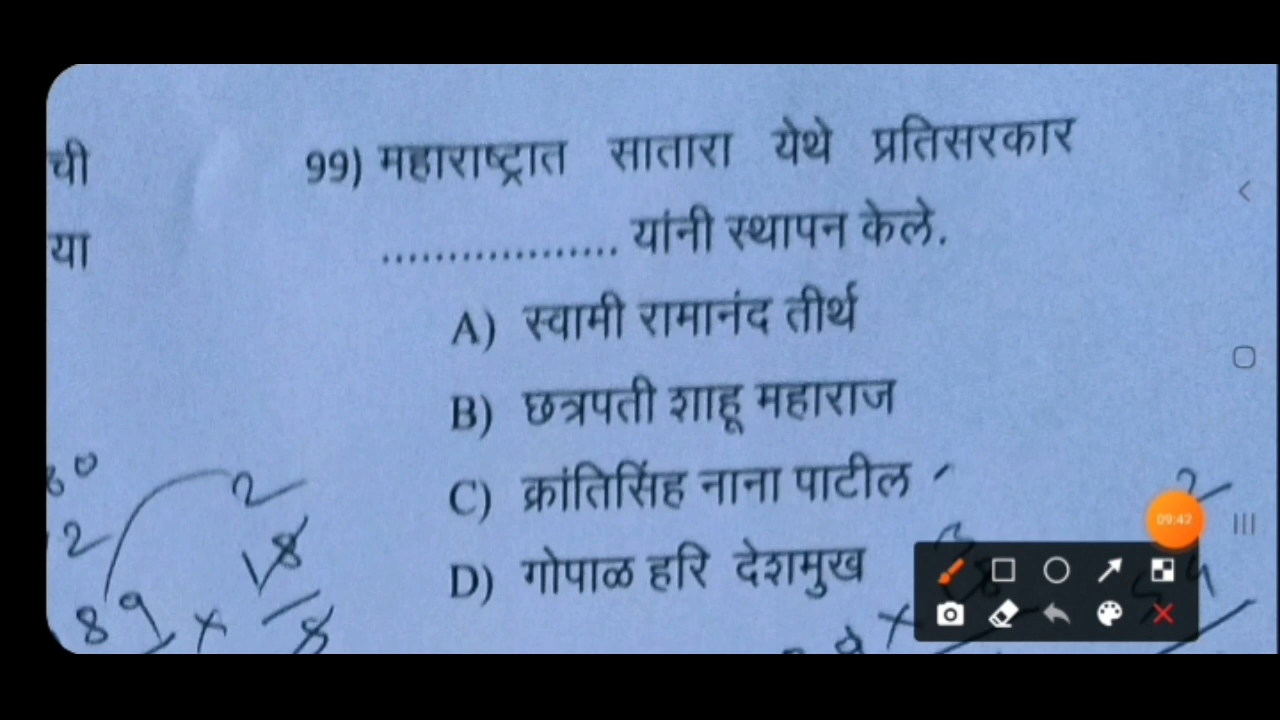 ची
99) महाराष्ट्रात सातारा येथे प्रतिसरकार
या
.................. यांनी स्थापन केले.
A) स्वामी रामानंद तीर्थ
B) छत्रपती शाहू महाराज
C) क्रांतिसिंह नाना पाटील
D) गोपाळ हरि देशमुख
09:42